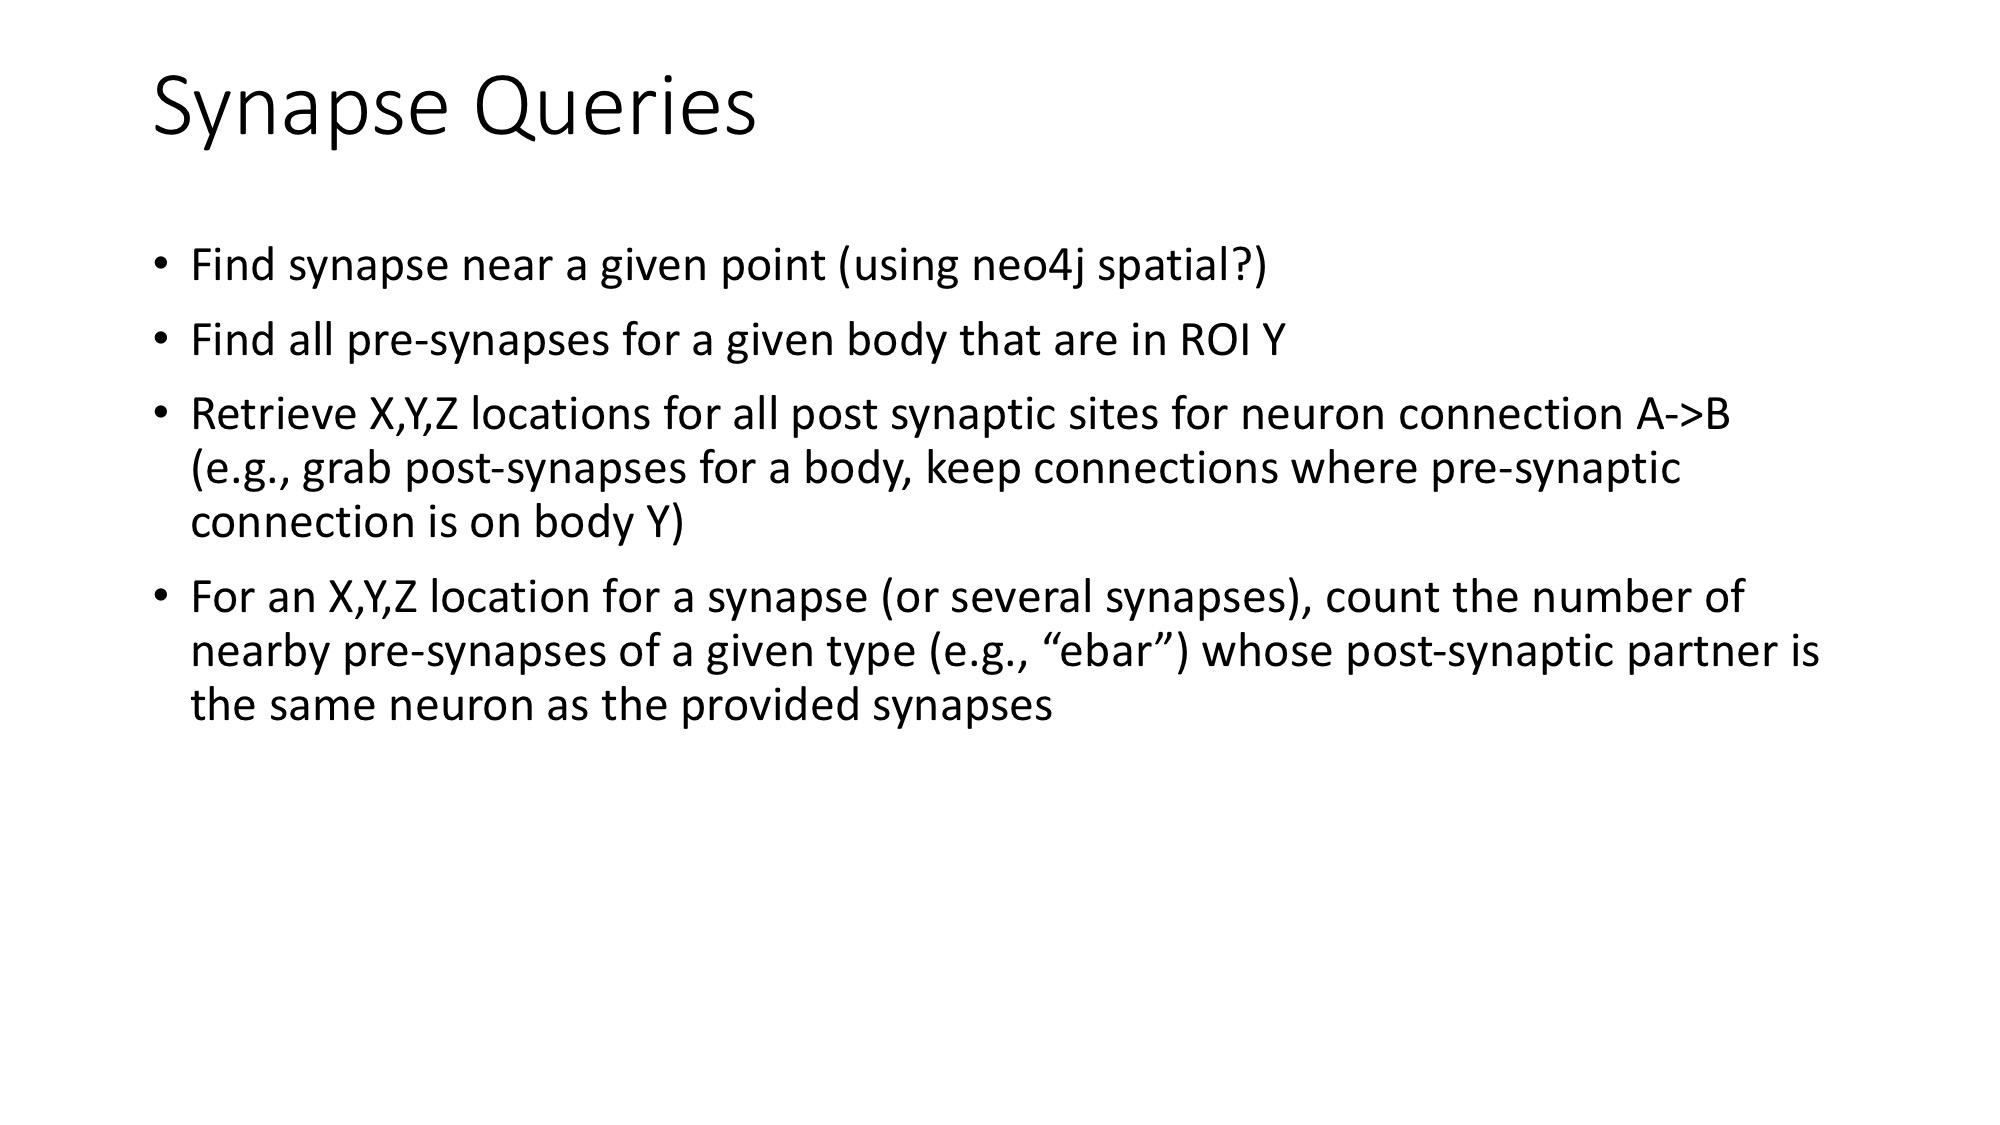 Synapse Queries
• Find synapse near a given point (using neo4j spatial?)
• Find all pre-synapses for a given body that are in ROI Y
• Retrieve X,Y,Z locations for all post synaptic sites for neuron connection A->B
(e.g., grab post-synapses for a body, keep connections where pre-synaptic
connection is on body Y)
• For an X,Y,Z location for a synapse (or several synapses), count the number of
nearby pre-synapses of a given type (e.g., “ebar”) whose post-synaptic partner is
the same neuron as the provided synapses